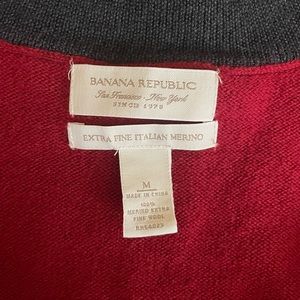 BANANA REPUBLIC
San Francisco - New York
SINCE 1978
EXTRA FINE ITALIAN MERINO
M
MADE IN CHINA
100%
MERINO EXTRA
FINE WOOL